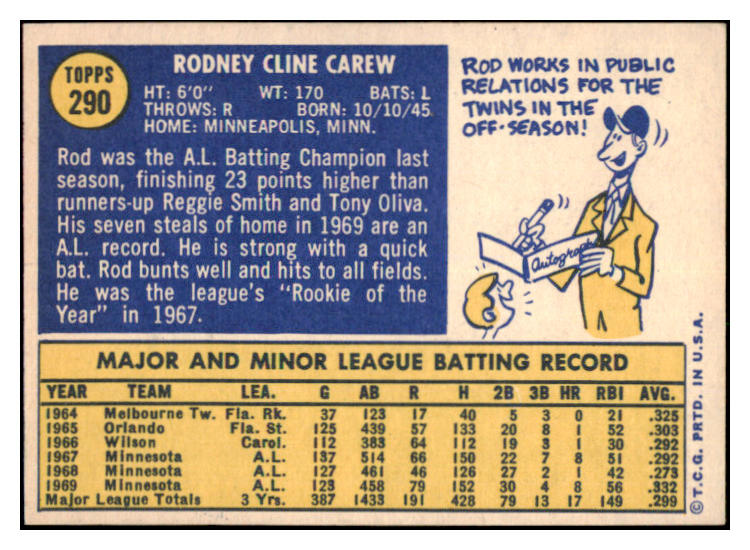 TOPPS
290
RODNEY CLINE CAREW
HT: 6'0" WT: 170 BATS: L
THROWS: R BORN: 10/10/45
HOME: MINNEAPOLIS, MINN.
Rod was the A.L. Batting Champion last
season, finishing 23 points higher than
runners-up Reggie Smith and Tony Oliva.
His seven steals of home in 1969 are an
A.L. record. He is strong with a quick
bat. Rod bunts well and hits to all fields.
He was the league's "Rookie of the
Year" in 1967.
ROD WORKS IN PUBLIC
RELATIONS FOR THE
TWINS IN THE
OFF-SEASON!
Autographs
MAJOR AND MINOR LEAGUE BATTING RECORD
YEAR TEAM LEA. G AB R H 2B 3B HR RBI AVG.
1964 Melbourne Tw. Fla. Rk. 37 123 17 40 5 3 0 21 .325
1965 Orlando Fla. St. 125 439 57 133 20 8 1 52 .303
1966 Wilson Carol. 112 383 64 112 19 3 1 30 .292
1967 Minnesota A.L. 137 514 66 150 22 7 8 51 .292
1968 Minnesota A.L. 127 461 46 126 27 2 1 42 .273
1969 Minnesota A.L. 123 458 79 152 30 4 8 56 .332
Major League Totals 3 Yrs. 387 1433 191 428 79 13 17 149 .299
© T.C.G. PRTD. IN U.S.A.